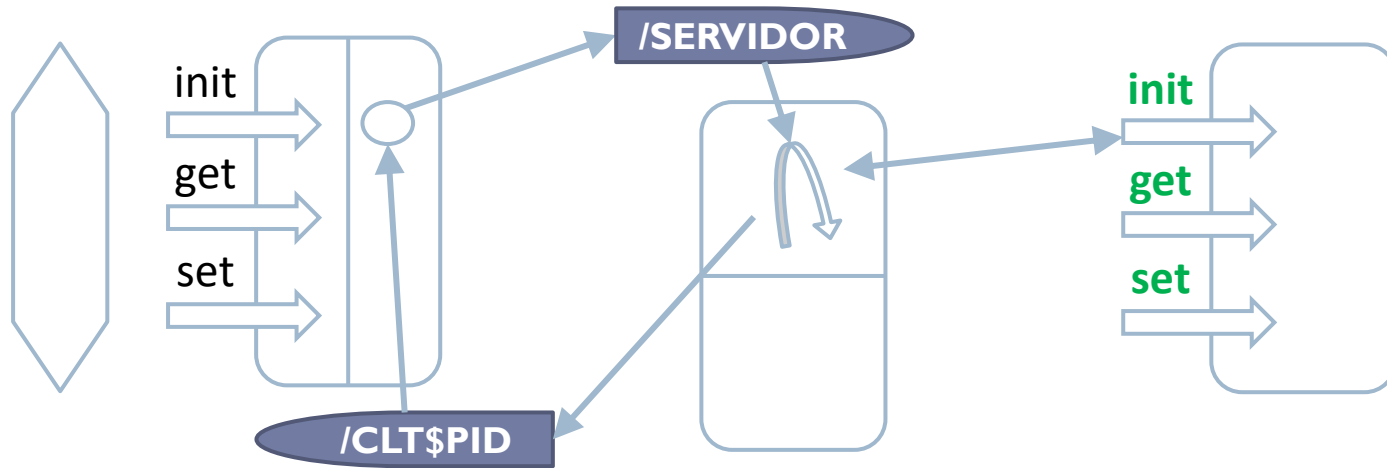 /SERVIDOR
init
get
set
init
get
set
/CLT$PID